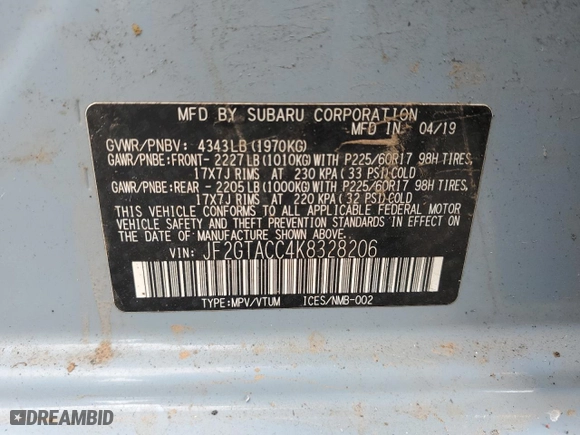 MFD BY SUBARU CORPORATION
MFD IN 04/19
GVWR/PNBV: 4343LB(1970KG)
GAWR/PNBE:FRONT- 2227LB(1010KG)WITH P225/60R17 98H TIRES,
17X7J RIMS AT 230 KPA(33 PSI)COLD
GAWR/PNBE:REAR - 2205LB(1000KG)WITH P225/60R17 98H TIRES,
17X7J RIMS AT 220 KPA(32 PSI)COLD
THIS VEHICLE CONFORMS TO ALL APPLICABLE FEDERAL MOTOR
VEHICLE SAFETY AND THEFT PREVENTION STANDARDS IN EFFECT ON
THE DATE OF MANUFACTURE SHOWN ABOVE.
VIN: JF2GTACC4K8328206
TYPE:MPV/VTUM ICES/NMB-002
DREAMBID